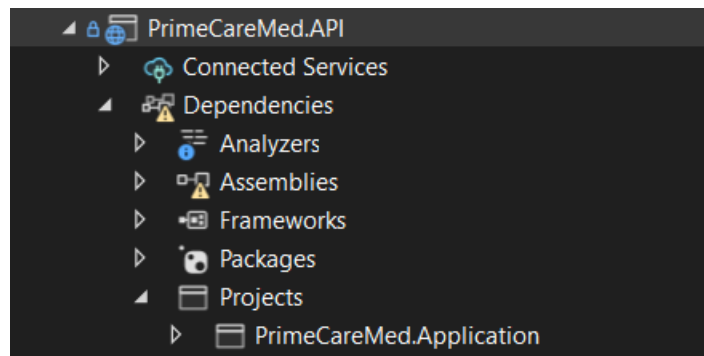 PrimeCareMed.API
Connected Services
Dependencies
Analyzers
Assemblies
Frameworks
Packages
Projects
PrimeCareMed.Application